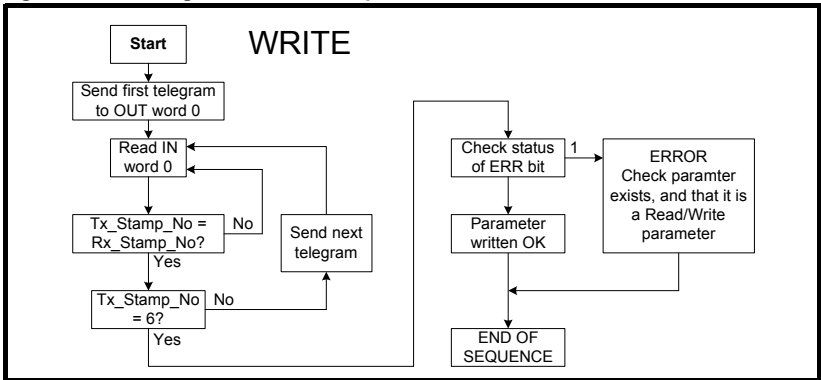 Start
WRITE
Send first telegram
to OUT word 0
Read IN
word 0
Tx_Stamp_No =
Rx_Stamp_No?
No
Yes
Send next
telegram
Tx_Stamp_No
= 6?
No
Yes
Check status
of ERR bit
1
ERROR
Check paramter
exists, and that it is
a Read/Write
parameter
Parameter
written OK
END OF
SEQUENCE